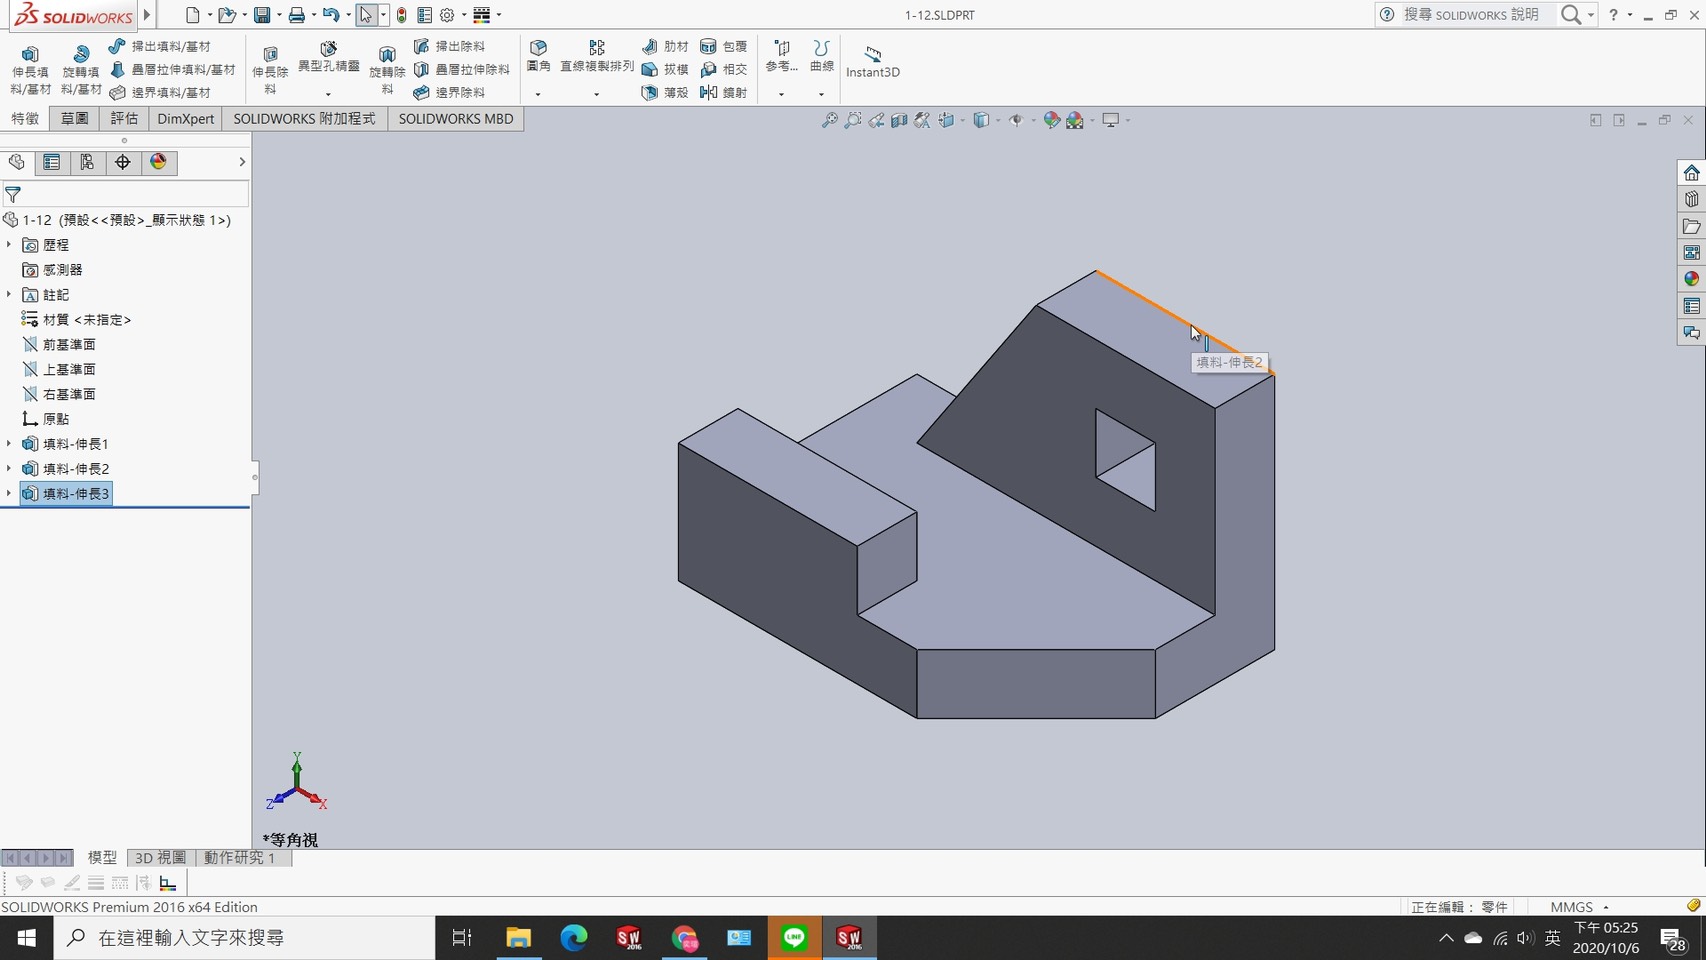 SOLIDWORKS
1-12.SLDPRT
搜尋 SOLIDWORKS 說明
伸長填料/基材
旋轉填料/基材
掃出填料/基材
疊層拉伸填料/基材
邊界填料/基材
伸長除料
異型孔精靈
旋轉除料
掃出除料
疊層拉伸除料
邊界除料
圓角
直線複製排列
肋材
拔模
薄殼
包覆
相交
鏡射
參考...
曲線
Instant3D
特徵
草圖
評估
DimXpert
SOLIDWORKS 附加程式
SOLIDWORKS MBD
1-12 (預設<<預設>_顯示狀態 1>)
歷程
感測器
註記
材質 <未指定>
前基準面
上基準面
右基準面
原點
填料-伸長1
填料-伸長2
填料-伸長3
填料-伸長2
Y
Z
X
*等角視
模型
3D 視圖
動作研究 1
SOLIDWORKS Premium 2016 x64 Edition
正在編輯： 零件
MMGS
在這裡輸入文字來搜尋
SW
2016
LINE
SW
2016
英
下午 05:25
2020/10/6
28